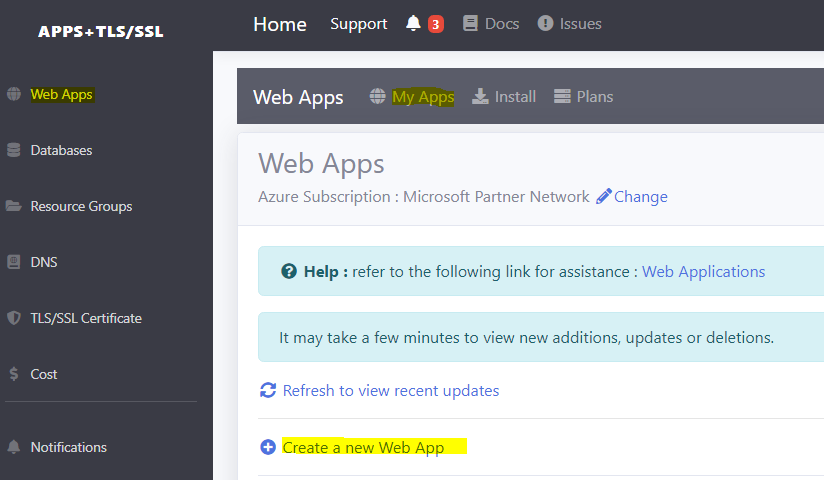 APPS+TLS/SSL
Web Apps
Databases
Resource Groups
DNS
TLS/SSL Certificate
Cost
Notifications
Home Support 3 Docs Issues
Web Apps My Apps Install Plans
Web Apps
Azure Subscription : Microsoft Partner Network Change
Help : refer to the following link for assistance : Web Applications
It may take a few minutes to view new additions, updates or deletions.
Refresh to view recent updates
Create a new Web App